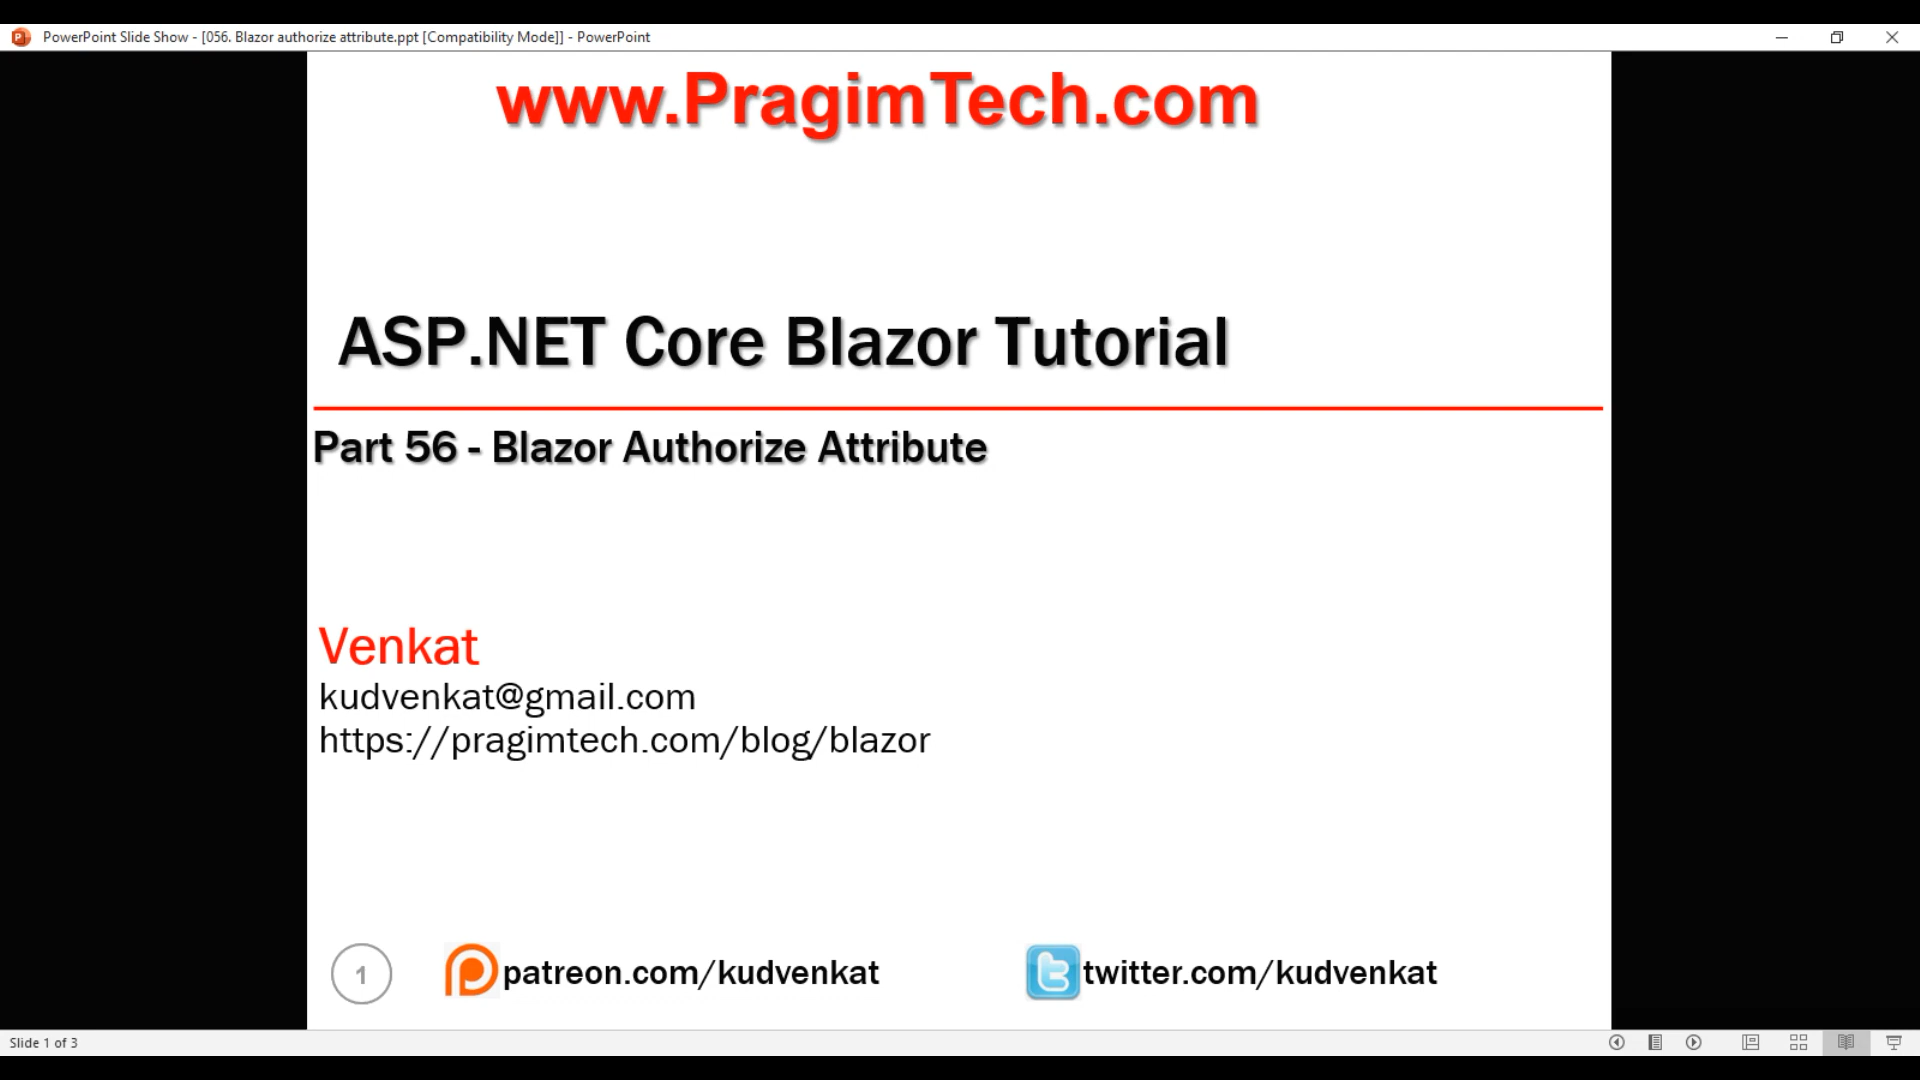 PowerPoint Slide Show - [056. Blazor authorize attribute.ppt [Compatibility Mode]] - PowerPoint
www.PragimTech.com
ASP.NET Core Blazor Tutorial
Part 56 - Blazor Authorize Attribute
Venkat
kudvenkat@gmail.com
https://pragimtech.com/blog/blazor
1
patreon.com/kudvenkat
twitter.com/kudvenkat
Slide 1 of 3